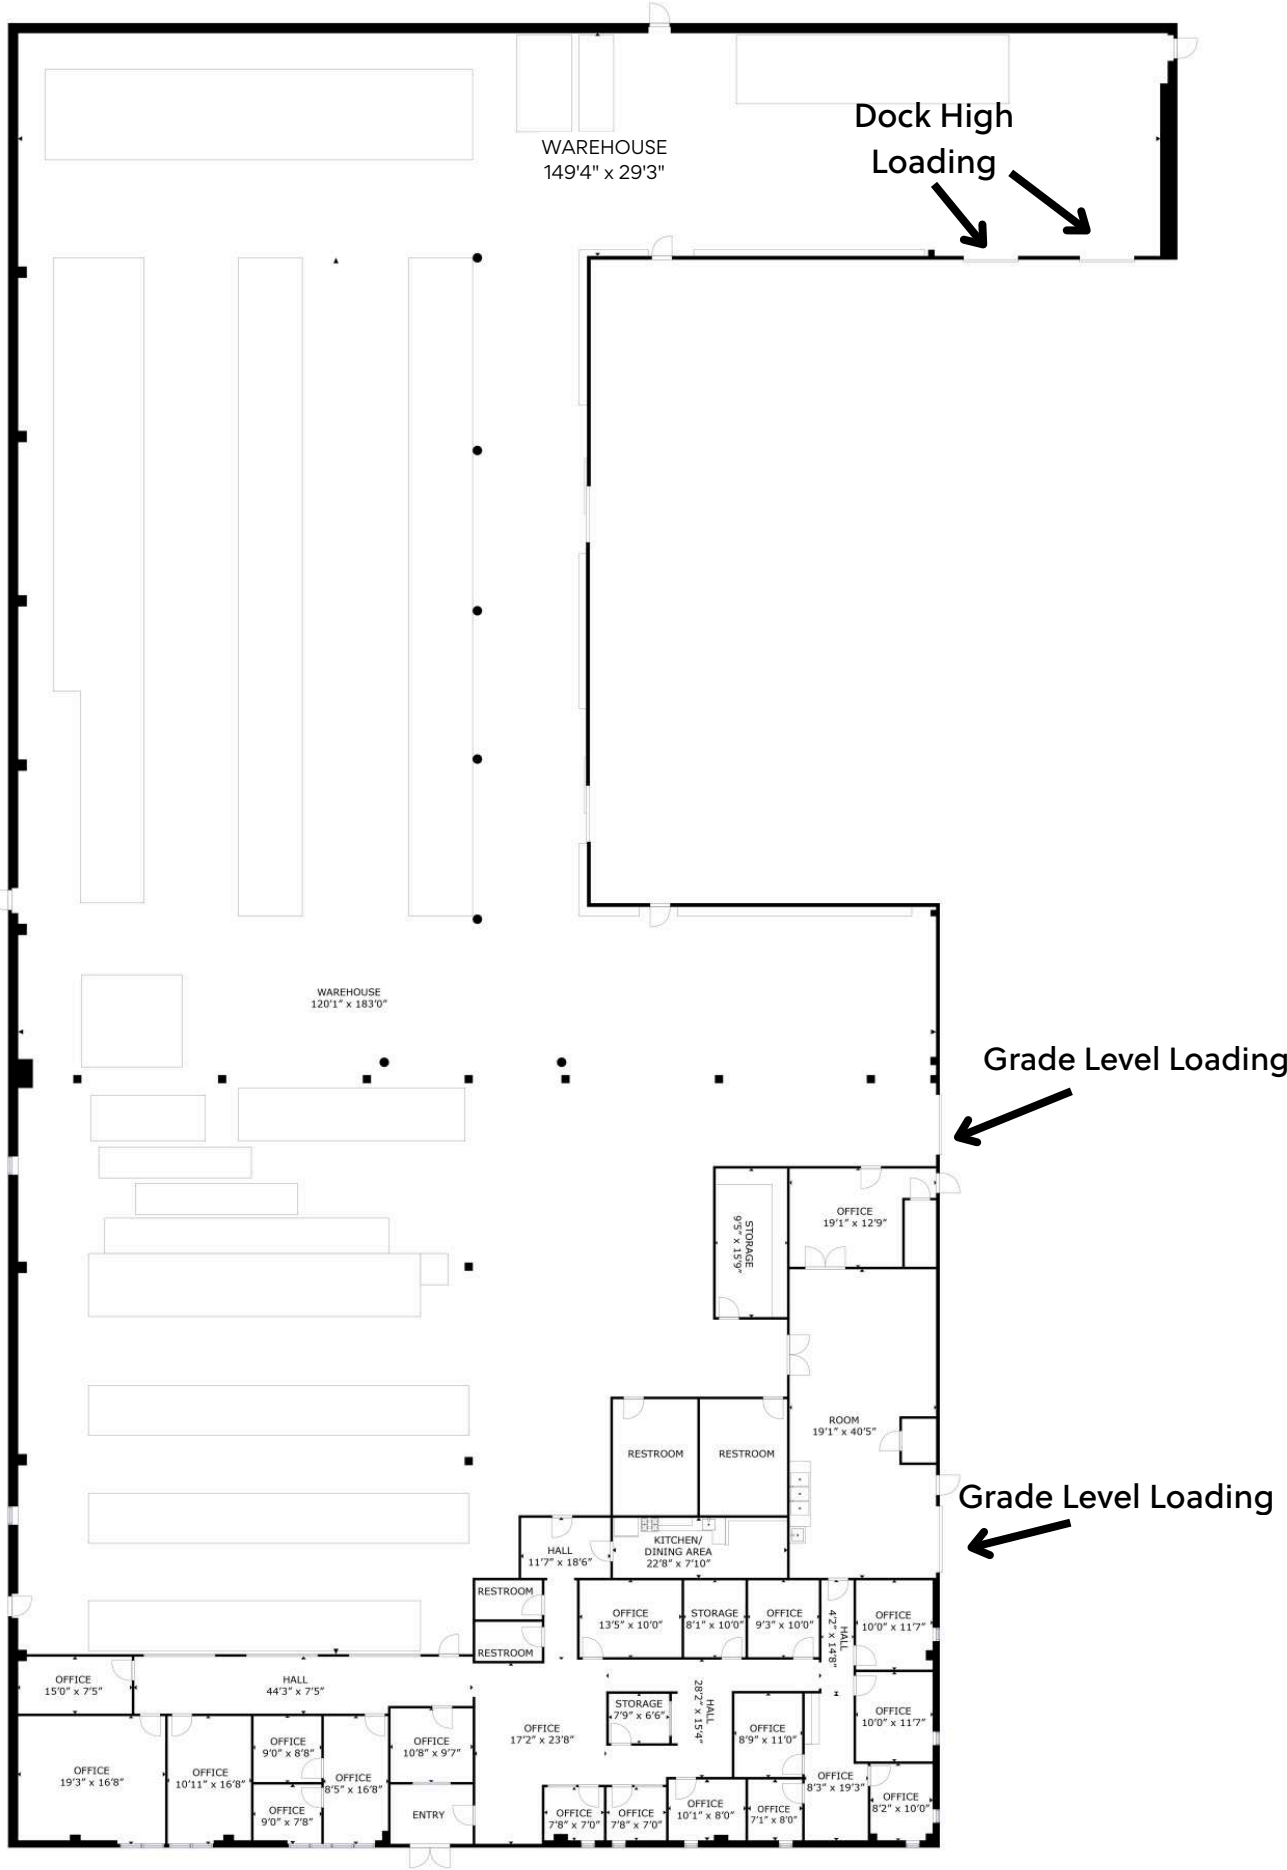 WAREHOUSE
149'4" x 29'3"
Dock High
Loading
WAREHOUSE
120'1" x 183'0"
Grade Level Loading
STORAGE
9'5" x 15'9"
OFFICE
19'1" x 12'9"
ROOM
19'1" x 40'5"
RESTROOM
RESTROOM
Grade Level Loading
HALL
11'7" x 18'6"
KITCHEN/
DINING AREA
22'8" x 7'10"
RESTROOM
RESTROOM
OFFICE
13'5" x 10'0"
STORAGE
8'1" x 10'0"
OFFICE
9'3" x 10'0"
HALL
4'2" x 14'8"
OFFICE
10'0" x 11'7"
OFFICE
15'0" x 7'5"
HALL
44'3" x 7'5"
OFFICE
17'2" x 23'8"
STORAGE
7'9" x 6'6"
HALL
28'2" x 15'4"
OFFICE
8'9" x 11'0"
OFFICE
10'0" x 11'7"
OFFICE
19'3" x 16'8"
OFFICE
10'11" x 16'8"
OFFICE
9'0" x 8'8"
OFFICE
8'5" x 16'8"
OFFICE
10'8" x 9'7"
OFFICE
9'0" x 7'8"
ENTRY
OFFICE
7'8" x 7'0"
OFFICE
7'8" x 7'0"
OFFICE
10'1" x 8'0"
OFFICE
7'1" x 8'0"
OFFICE
8'3" x 19'3"
OFFICE
8'2" x 10'0"